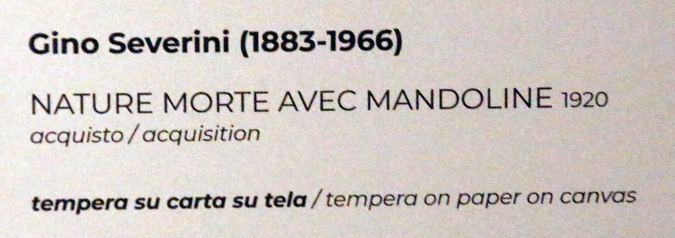 Gino Severini (1883-1966)
NATURE MORTE AVEC MANDOLINE 1920
acquisto / acquisition
tempera su carta su tela / tempera on paper on canvas